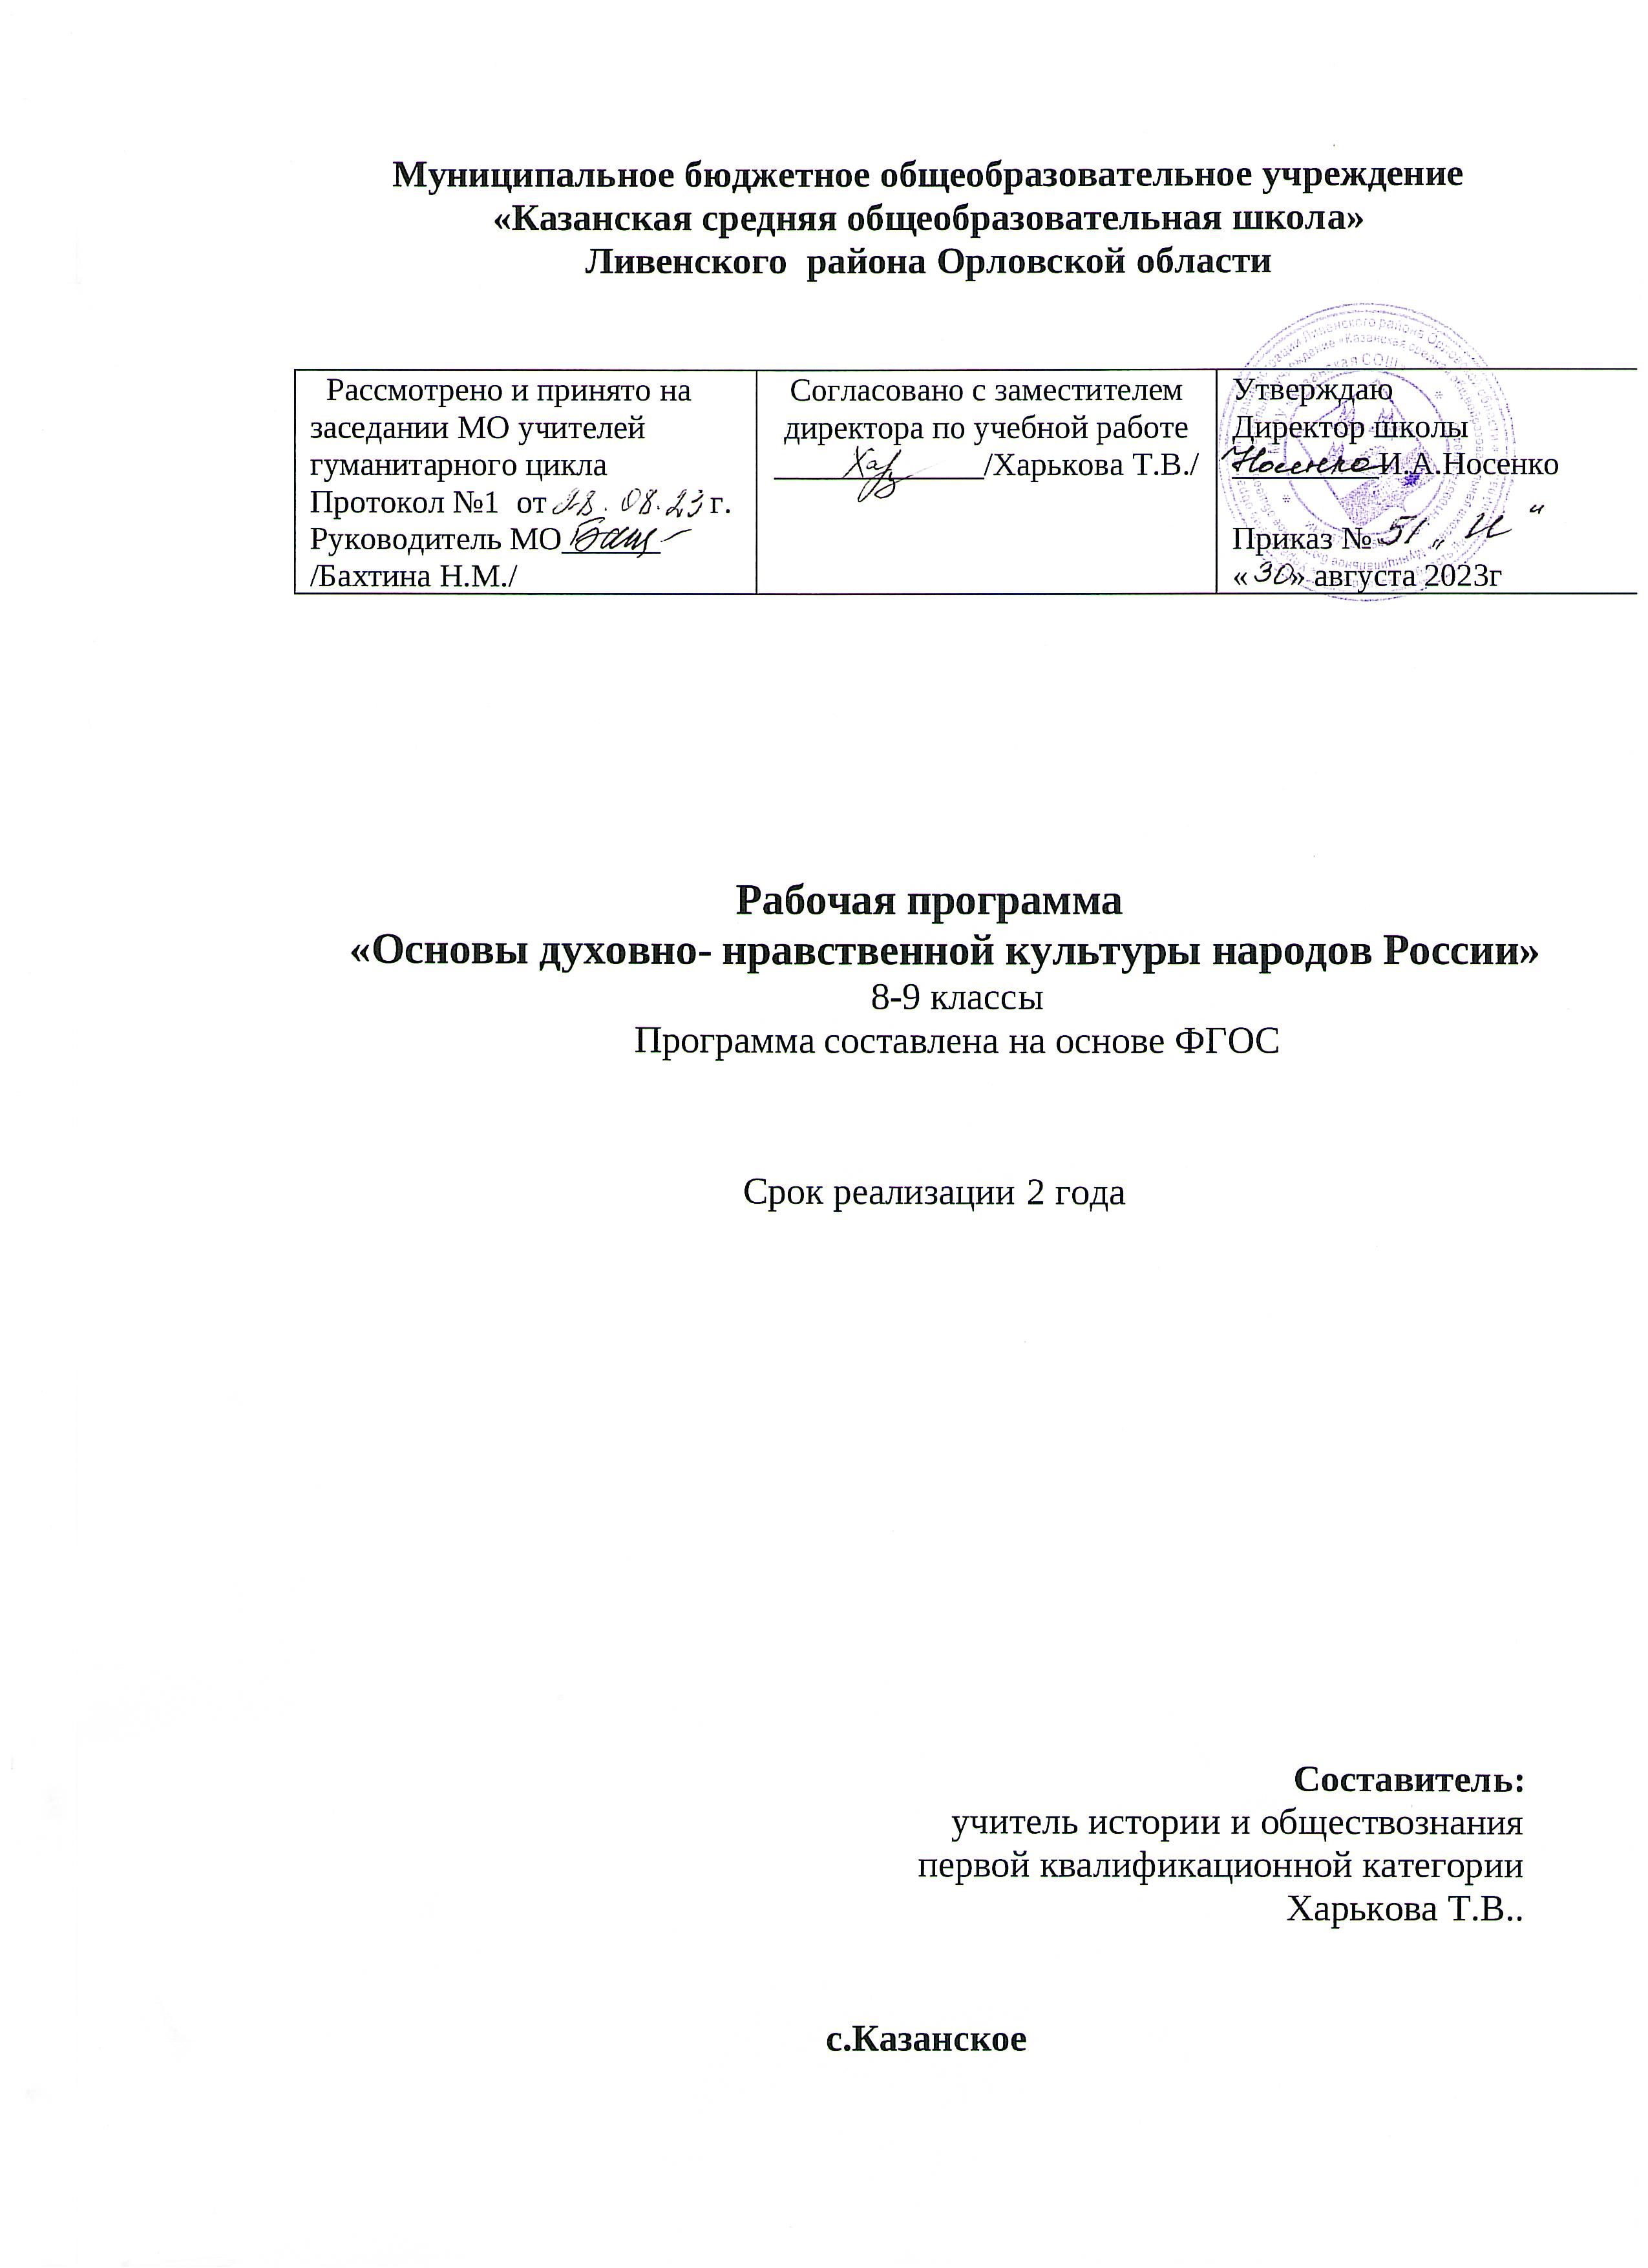 Муниципальное бюджетное общеобразовательное учреждение
«Казанская средняя общеобразовательная школа»
Ливенского района Орловской области
Рассмотрено и принято на
заседании МО учителей
гуманитарного цикла
Протокол №1 от 28.08.23 г.
Руководитель МО
/Бахтина Н.М./
Согласовано с заместителем
директора по учебной работе
/Харькова Т.В./
Утверждаю
Директор школы
Носенко И.А.Носенко
Приказ № 51
«30» августа 2023г
Рабочая программа
«Основы духовно- нравственной культуры народов России»
8-9 классы
Программа составлена на основе ФГОС
Срок реализации 2 года
Составитель:
учитель истории и обществознания
первой квалификационной категории
Харькова Т.В..
с.Казанское